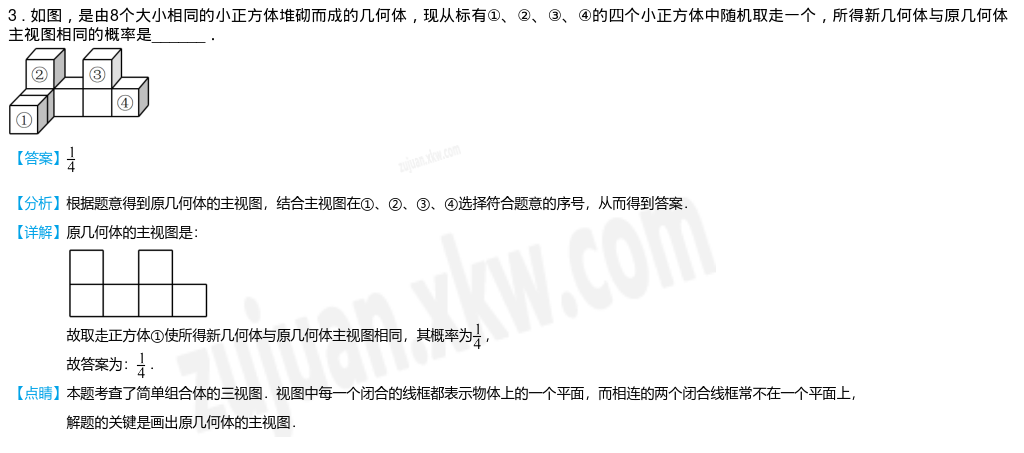 3．如图，是由8个大小相同的小正方体堆砌而成的几何体，现从标有①、②、③、④的四个小正方体中随机取走一个，所得新几何体与原几何体
主视图相同的概率是_______．
②
③
④
①
【答案】1/4
zujuan.xkw.com
【分析】根据题意得到原几何体的主视图，结合主视图在①、②、③、④选择符合题意的序号，从而得到答案．
【详解】原几何体的主视图是：
故取走正方体①使所得新几何体与原几何体主视图相同，其概率为1/4，
故答案为：1/4．
【点睛】本题考查了简单组合体的三视图．视图中每一个闭合的线框都表示物体上的一个平面，而相连的两个闭合线框常不在一个平面上，
解题的关键是画出原几何体的主视图．
zujuan.xkw.com